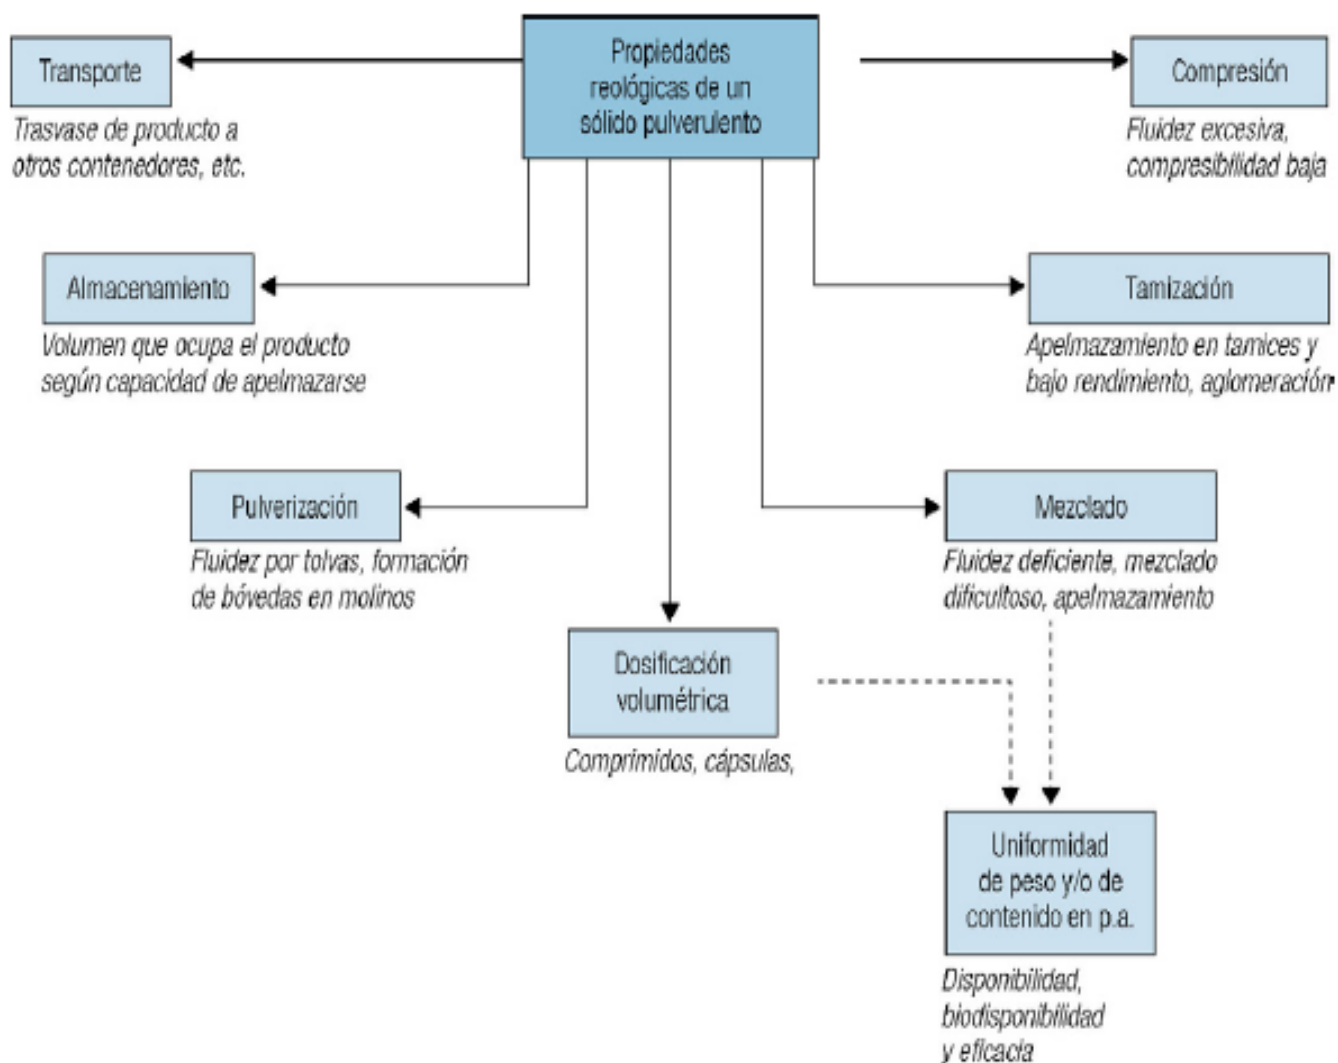 Propiedades
reológicas de un
sólido pulverulento
Transporte
Trasvase de producto a
otros contenedores, etc.
Compresión
Fluidez excesiva,
compresibilidad baja
Almacenamiento
Volumen que ocupa el producto
según capacidad de apelmazarse
Tamización
Apelmazamiento en tamices y
bajo rendimiento, aglomeración
Pulverización
Fluidez por tolvas, formación
de bóvedas en molinos
Mezclado
Fluidez deficiente, mezclado
dificultoso, apelmazamiento
Dosificación
volumétrica
Comprimidos, cápsulas,
Uniformidad
de peso y/o de
contenido en p.a.
Disponibilidad,
biodisponibilidad
y eficacia